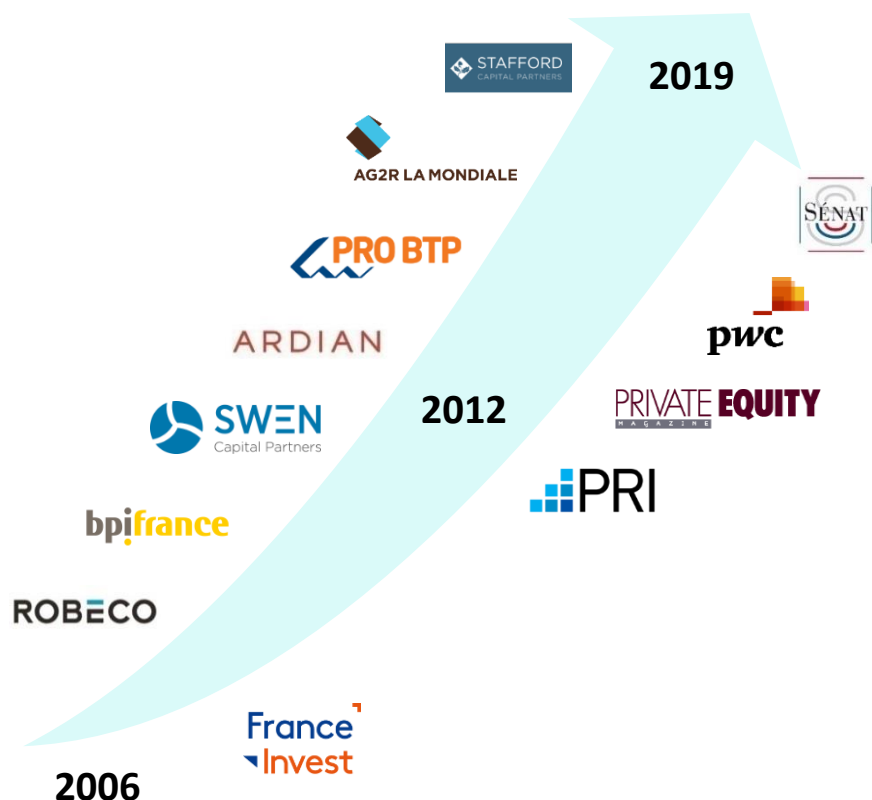 STAFFORD
CAPITAL PARTNERS
2019
AG2R LA MONDIALE
SÉNAT
PRO BTP
ARDIAN
pwc
SWEN
Capital Partners
2012
PRIVATE EQUITY
MAGAZINE
PRI
bpifrance
ROBECO
France
Invest
2006